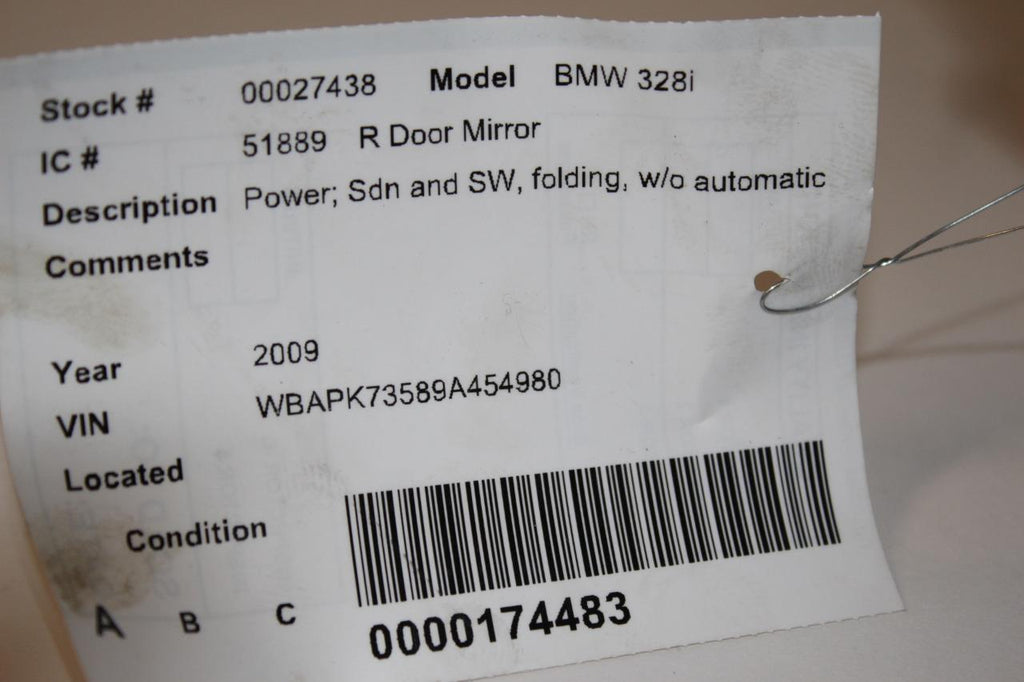 Stock # 00027438 Model BMW 328i
IC # 51889 R Door Mirror
Description Power; Sdn and SW, folding, w/o automatic
Comments
Year 2009
VIN WBAPK73589A454980
Located
Condition
A B C
0000174483